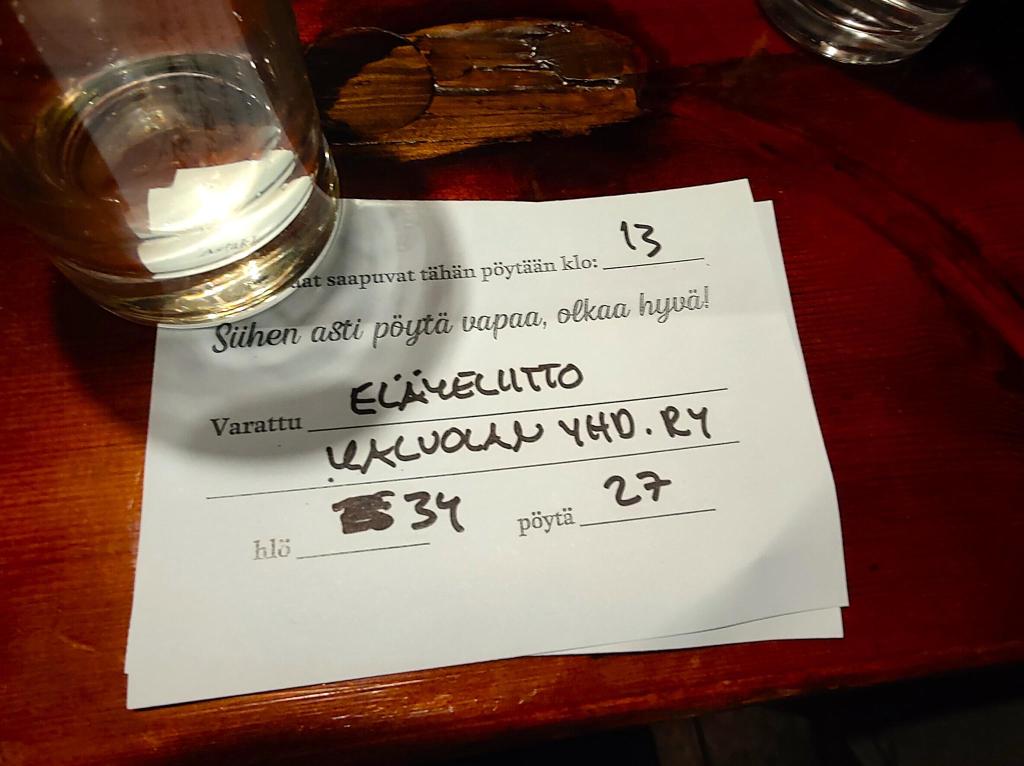 saapuvat tähän pöytään klo: 13
Siihen asti pöytä vapaa, olkaa hyvä!
Varattu ELÄKELIITTO
KALVOLAN YHD. RY
hlö 34 pöytä 27